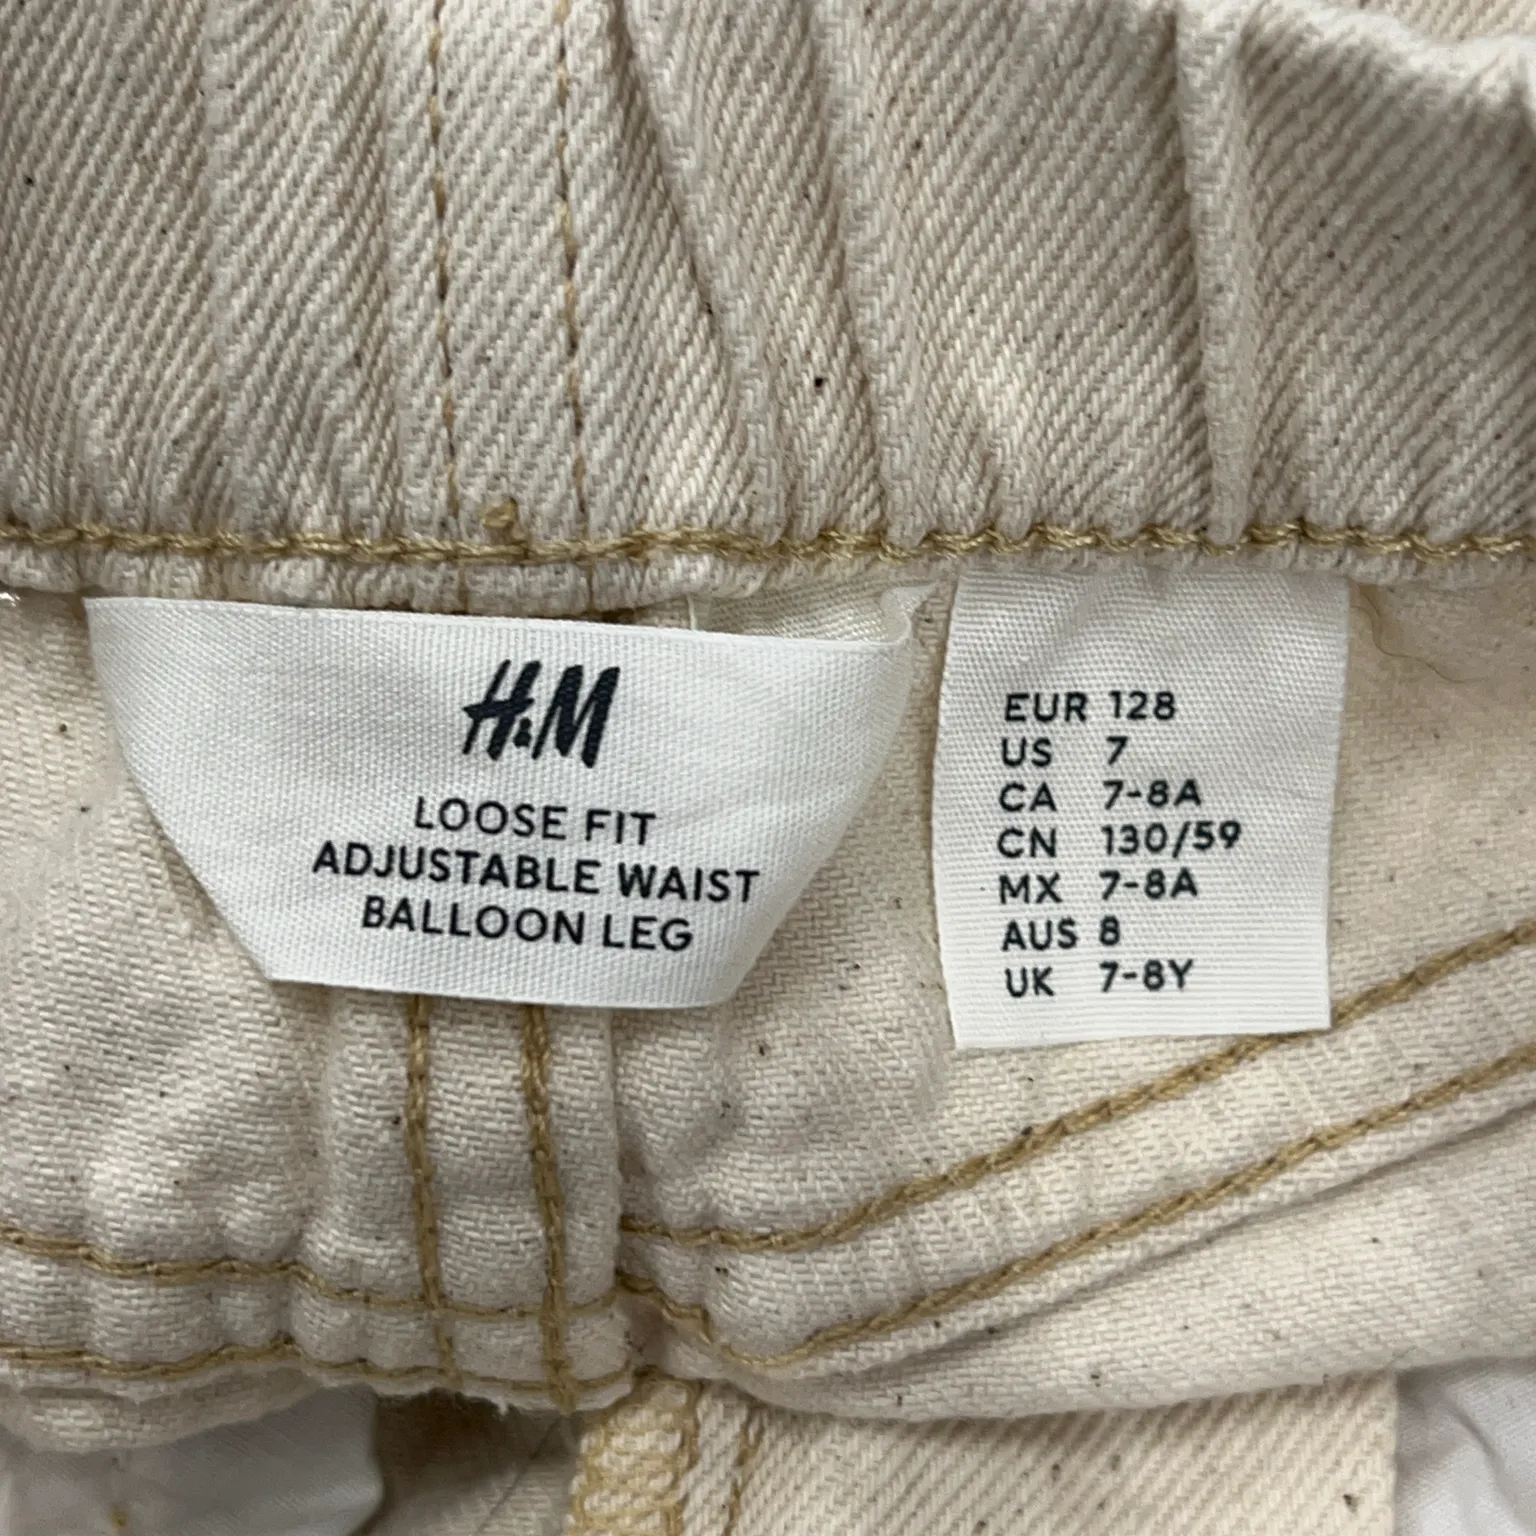 H&M
LOOSE FIT
ADJUSTABLE WAIST
BALLOON LEG
EUR 128
US 7
CA 7-8A
CN 130/59
MX 7-8A
AUS 8
UK 7-8Y